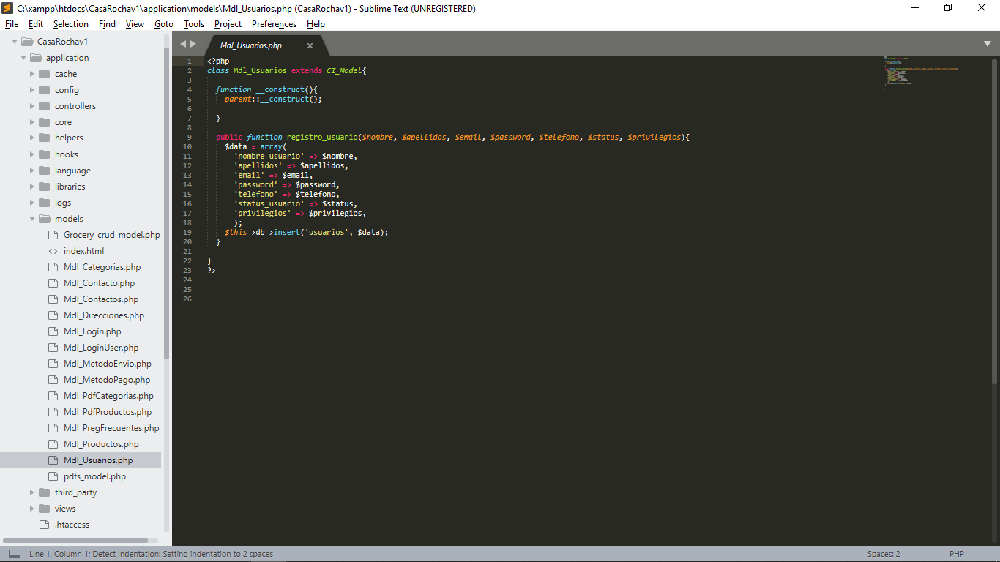 C:\xampp\htdocs\CasaRochav1\application\models\Mdl_Usuarios.php (CasaRochav1) - Sublime Text (UNREGISTERED)
File Edit Selection Find View Goto Tools Project Preferences Help
CasaRochav1
application
cache
config
controllers
core
helpers
hooks
language
libraries
logs
models
Grocery_crud_model.php
index.html
Mdl_Categorias.php
Mdl_Contacto.php
Mdl_Contactos.php
Mdl_Direcciones.php
Mdl_Login.php
Mdl_LoginUser.php
Mdl_MetodoEnvio.php
Mdl_MetodoPago.php
Mdl_PdfCategorias.php
Mdl_PdfProductos.php
Mdl_PregFrecuentes.php
Mdl_Productos.php
Mdl_Usuarios.php
pdfs_model.php
third_party
views
.htaccess
Mdl_Usuarios.php
1 <?php
2 class Mdl_Usuarios extends CI_Model{
3
4 function __construct(){
5 parent::__construct();
6
7 }
8
9 public function registro_usuario($nombre, $apellidos, $email, $password, $telefono, $status, $privilegios){
10 $data = array(
11 'nombre_usuario' => $nombre,
12 'apellidos' => $apellidos,
13 'email' => $email,
14 'password' => $password,
15 'telefono' => $telefono,
16 'status_usuario' => $status,
17 'privilegios' => $privilegios,
18 );
19 $this->db->insert('usuarios', $data);
20 }
21
22 }
23 ?>
24
25
26
Line 1, Column 1; Detect Indentation: Setting indentation to 2 spaces
Spaces: 2
PHP